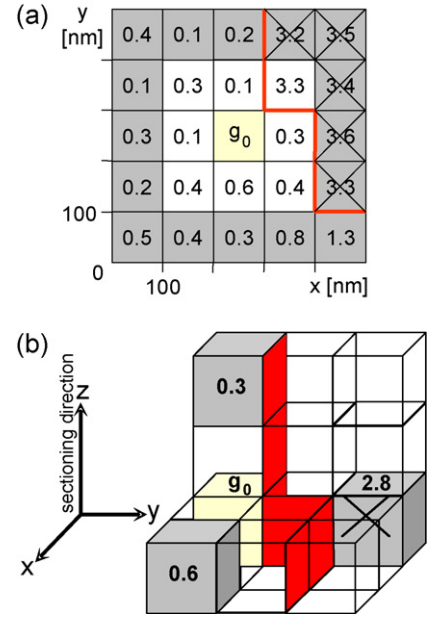 (a)
y
[nm]
0.4 0.1 0.2 3.2 3.5
0.1 0.3 0.1 3.3 3.4
0.3 0.1 g0 0.3 3.6
0.2 0.4 0.6 0.4 3.3
100
0.5 0.4 0.3 0.8 1.3
0
100 x [nm]
(b)
sectioning direction
z
y
x
0.3
g0
2.8
0.6